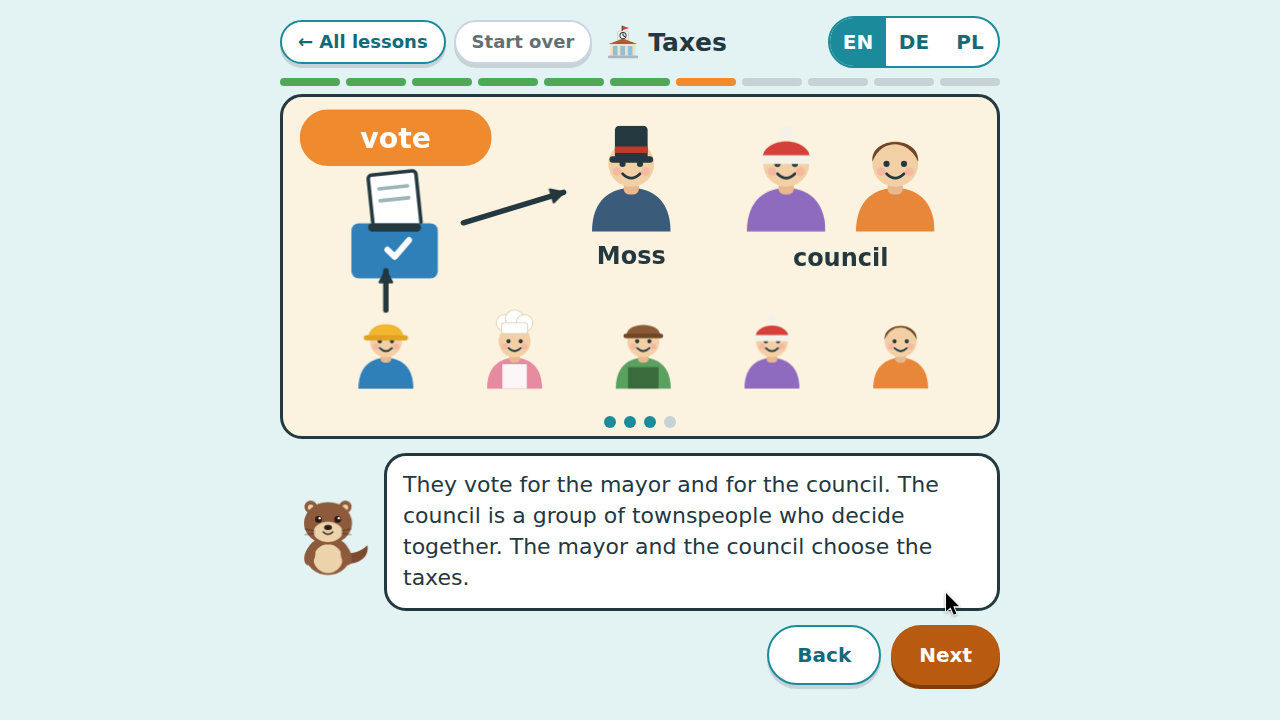 ← All lessons
Start over
Taxes
EN DE PL
vote
Moss
council
They vote for the mayor and for the council. The
council is a group of townspeople who decide
together. The mayor and the council choose the
taxes.
Back
Next